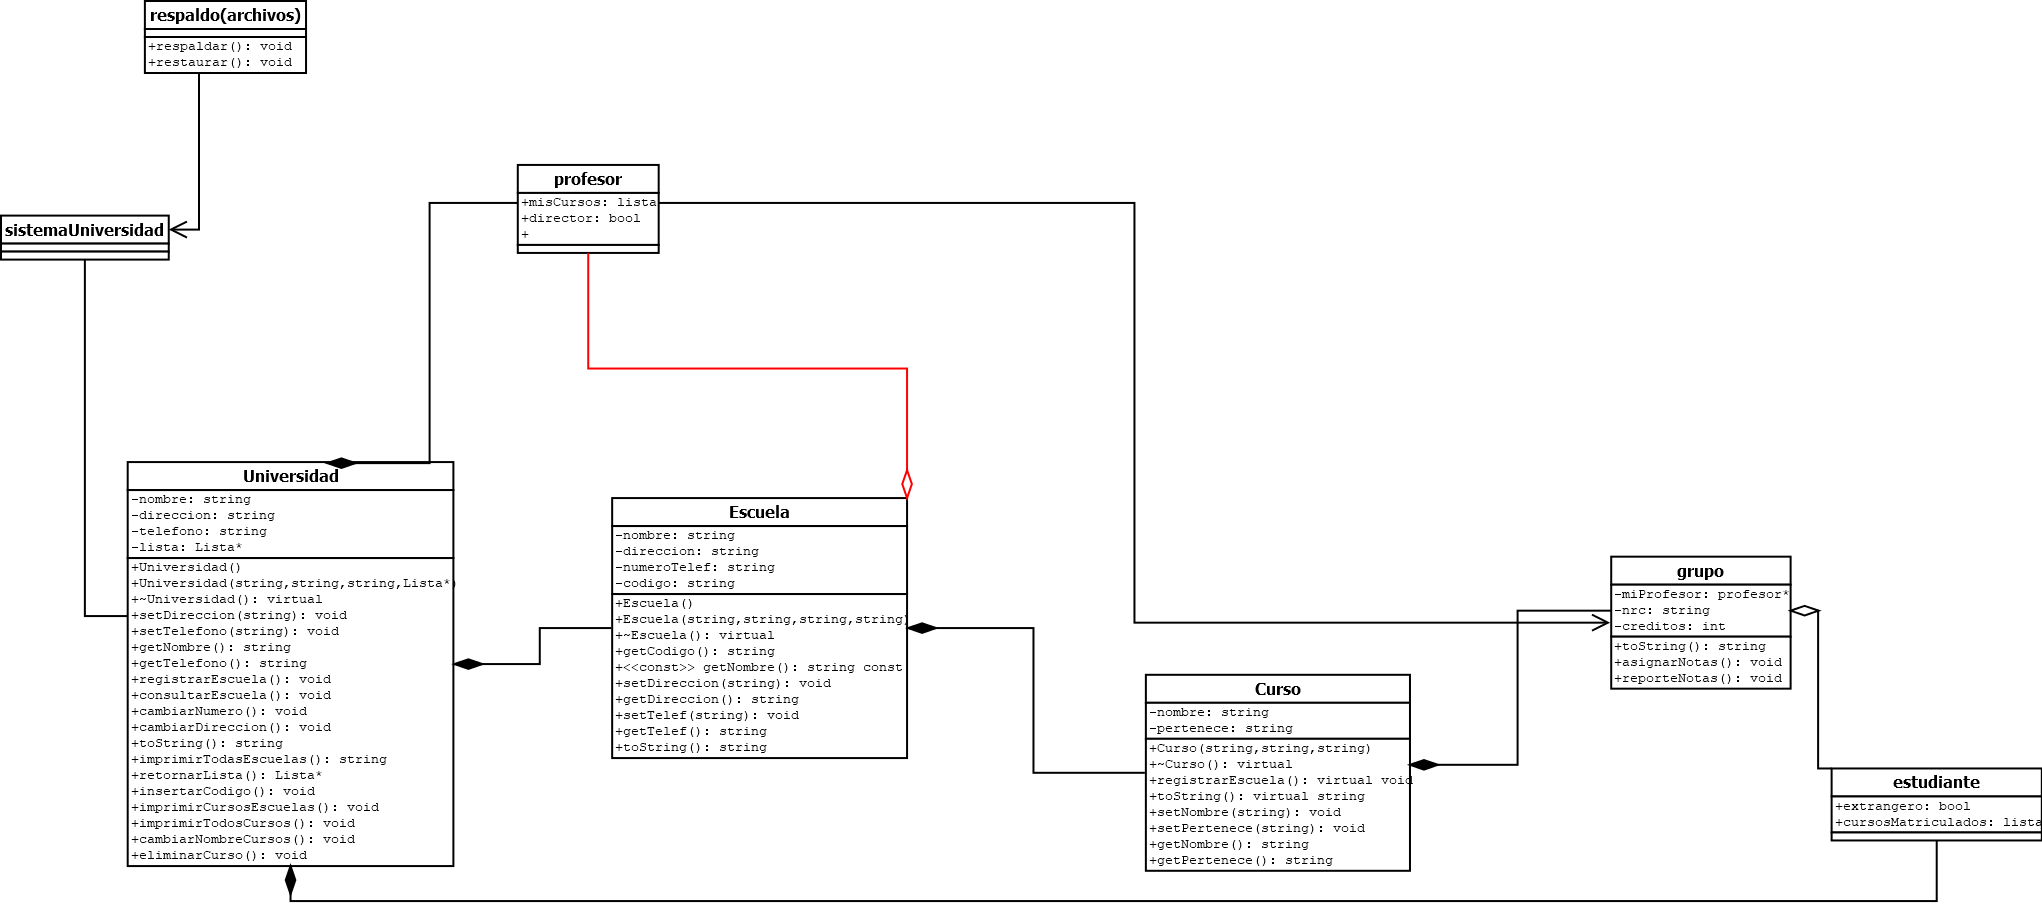 respaldo(archivos)
+respaldar(): void
+restaurar(): void
profesor
+misCursos: lista
+director: bool
+
sistemaUniversidad
Universidad
-nombre: string
-direccion: string
-telefono: string
-lista: Lista*
+Universidad()
+Universidad(string,string,string,Lista*)
+~Universidad(): virtual
+setDireccion(string): void
+setTelefono(string): void
+getNombre(): string
+getTelefono(): string
+registrarEscuela(): void
+consultarEscuela(): void
+cambiarNumero(): void
+cambiarDireccion(): void
+toString(): string
+imprimirTodasEscuelas(): string
+retornarLista(): Lista*
+insertarCodigo(): void
+imprimirCursosEscuelas(): void
+imprimirTodosCursos(): void
+cambiarNombreCursos(): void
+eliminarCurso(): void
Escuela
-nombre: string
-direccion: string
-numeroTelef: string
-codigo: string
+Escuela()
+Escuela(string,string,string,string)
+~Escuela(): virtual
+getCodigo(): string
+<<const>> getNombre(): string const
+setDireccion(string): void
+getDireccion(): string
+setTelef(string): void
+getTelef(): string
+toString(): string
Curso
-nombre: string
-pertenece: string
+Curso(string,string,string)
+~Curso(): virtual
+registrarEscuela(): virtual void
+toString(): virtual string
+setNombre(string): void
+setPertenece(string): void
+getNombre(): string
+getPertenece(): string
grupo
-miProfesor: profesor*
-nrc: string
-creditos: int
+toString(): string
+asignarNotas(): void
+reporteNotas(): void
estudiante
+extrangero: bool
+cursosMatriculados: lista